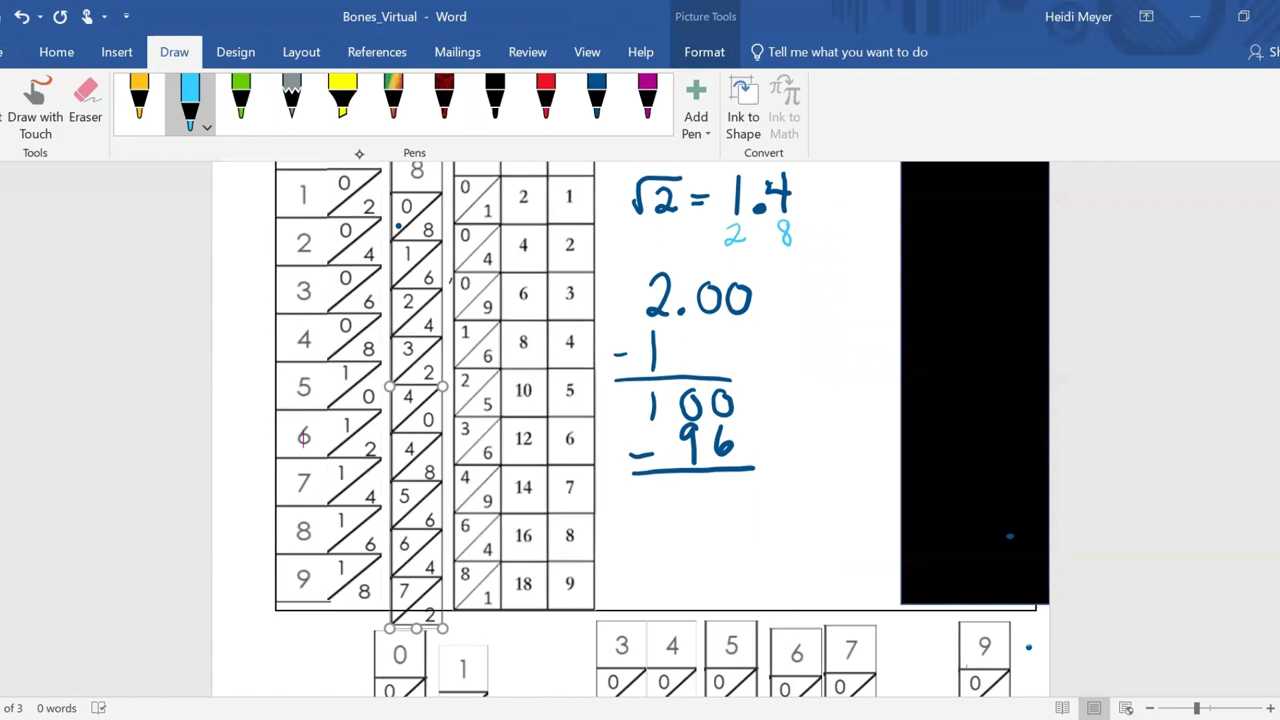 Bones_Virtual - Word
Picture Tools
Heidi Meyer
Home Insert Draw Design Layout References Mailings Review View Help Format Tell me what you want to do
Draw with Touch
Eraser
Tools
Pens
Add Pen
Ink to Shape
Ink to Math
Convert
8
1 0 2 0 8 0 1 2 1
2 0 4 1 6 0 4 4 2
3 0 6 2 4 0 9 6 3
4 0 8 3 2 1 6 8 4
5 1 0 4 0 2 5 10 5
6 1 2 4 8 3 6 12 6
7 1 4 5 6 4 9 14 7
8 1 6 6 4 6 4 16 8
9 1 8 7 2 8 1 18 9
√2 = 1.4
2 8
2.00
- 1
100
- 96
0 1 3 4 5 6 7 9
0 0 0 0 0 0 0
of 3 0 words